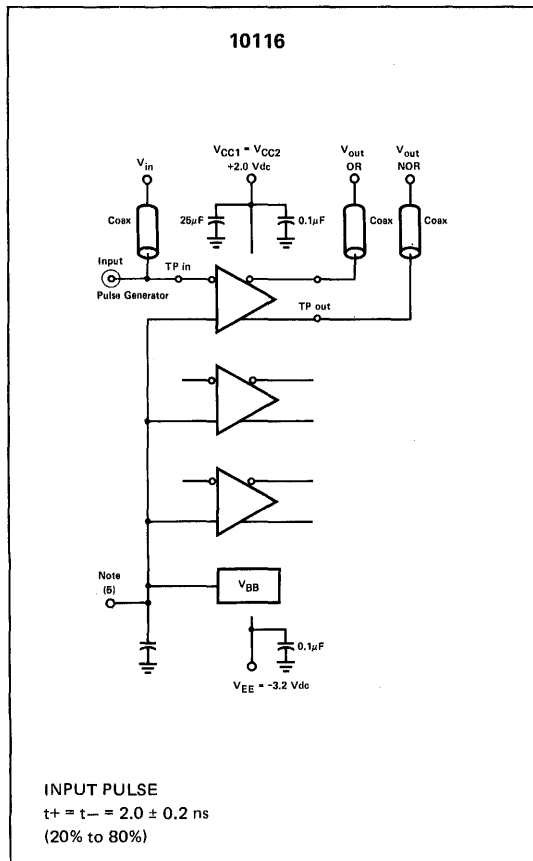 10116
V_in
V_CC1 = V_CC2
+2.0 Vdc
V_out
OR
V_out
NOR
Coax
25μF
0.1μF
Coax
Coax
Input
TP in
Pulse Generator
TP out
Note
(5)
V_BB
0.1μF
V_EE = -3.2 Vdc
INPUT PULSE
t+ = t— = 2.0 ± 0.2 ns
(20% to 80%)